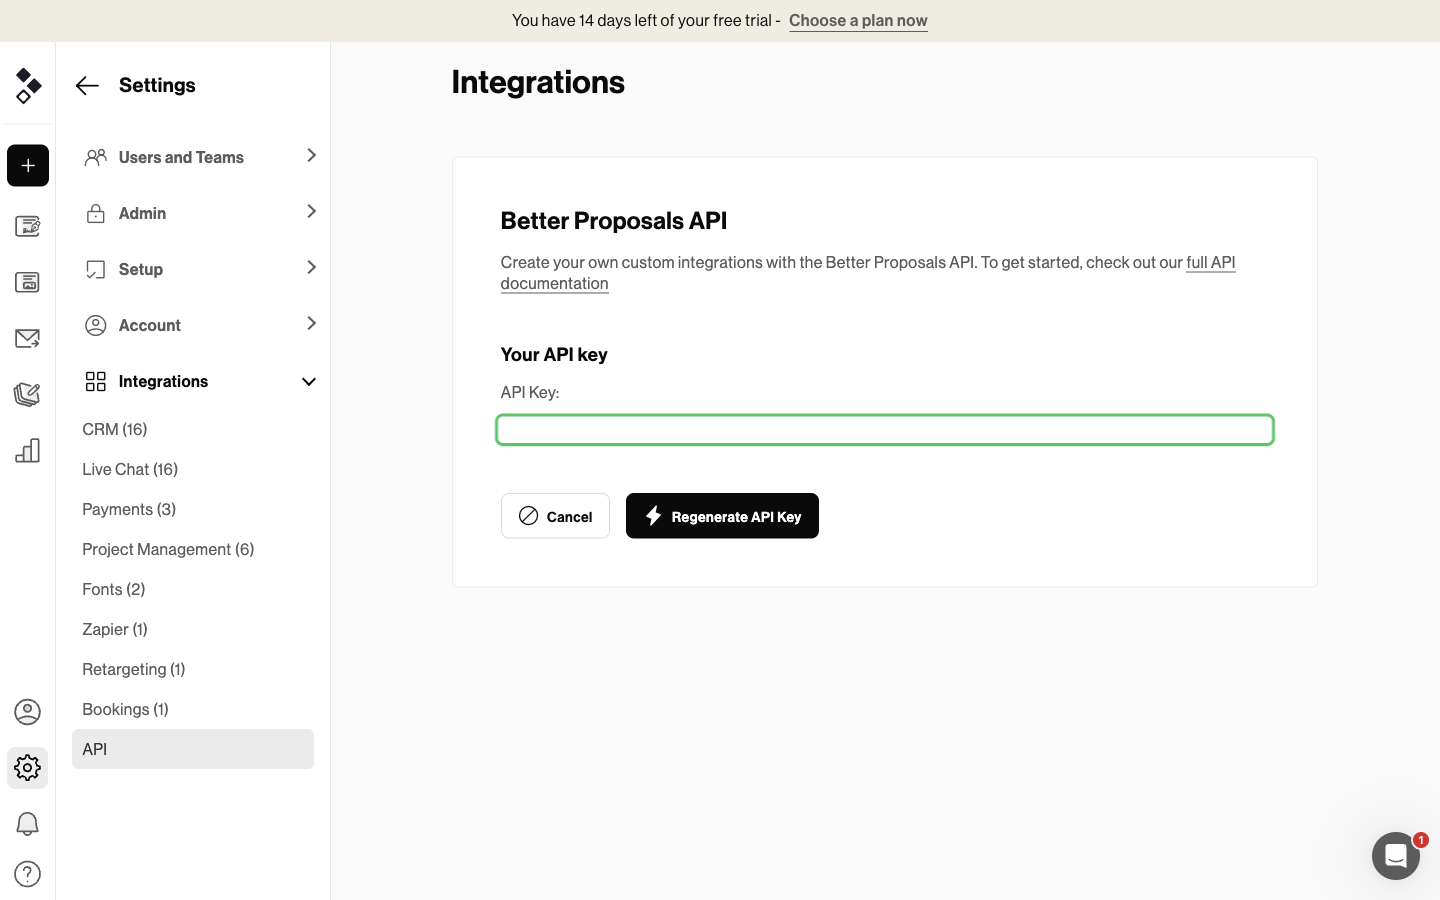 You have 14 days left of your free trial - Choose a plan now
Settings
Users and Teams
Admin
Setup
Account
Integrations
CRM (16)
Live Chat (16)
Payments (3)
Project Management (6)
Fonts (2)
Zapier (1)
Retargeting (1)
Bookings (1)
API
Integrations
Better Proposals API
Create your own custom integrations with the Better Proposals API. To get started, check out our full API
documentation
Your API key
API Key:
Cancel
Regenerate API Key
1